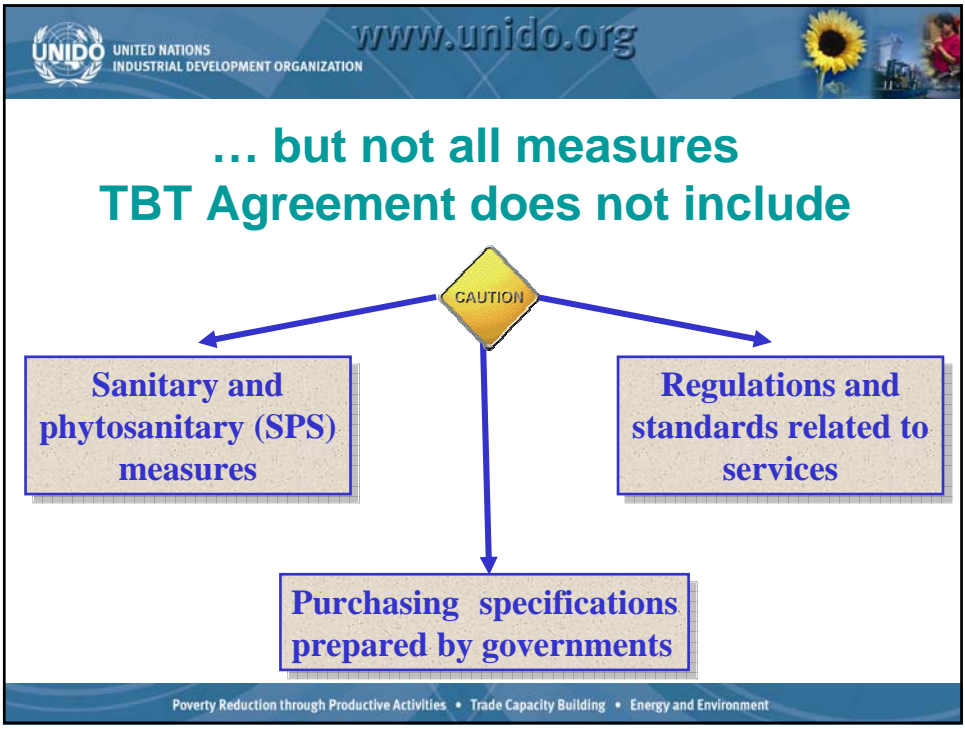 www.unido.org
UNIDO
UNITED NATIONS
INDUSTRIAL DEVELOPMENT ORGANIZATION
… but not all measures
TBT Agreement does not include
CAUTION
Sanitary and
phytosanitary (SPS)
measures
Regulations and
standards related to
services
Purchasing specifications
prepared by governments
Poverty Reduction through Productive Activities • Trade Capacity Building • Energy and Environment